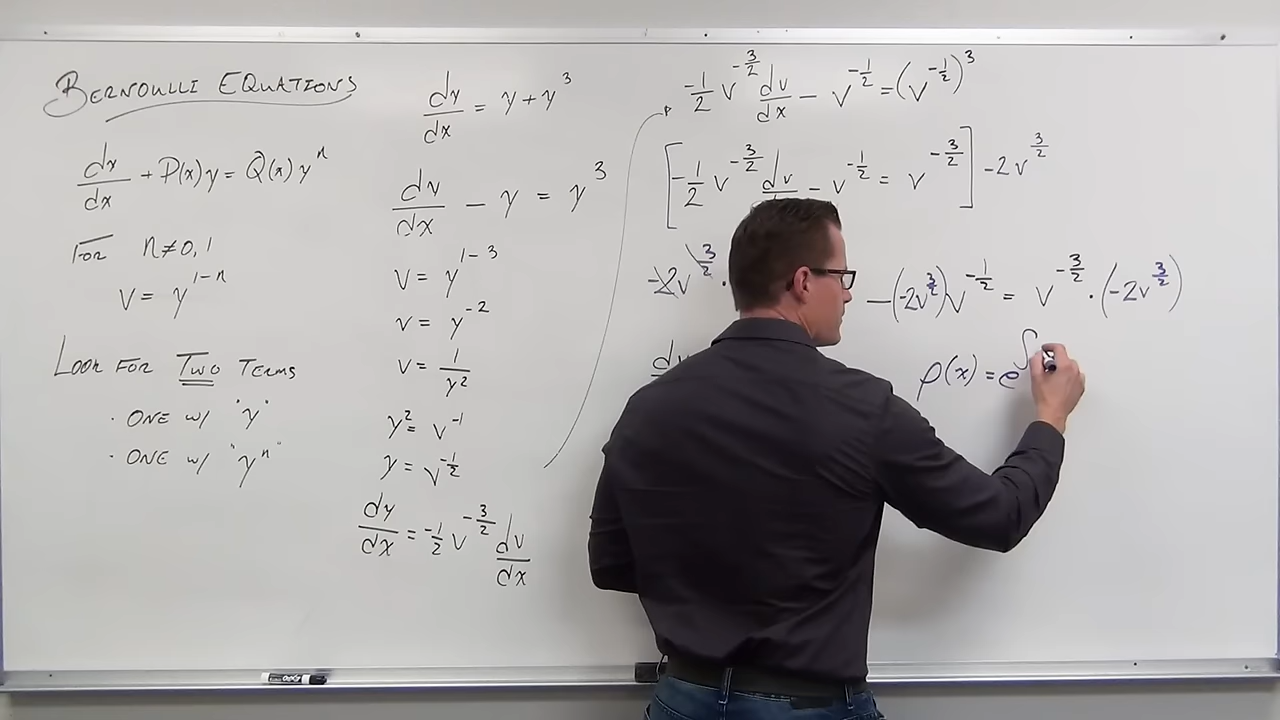 BERNOULLI EQUATIONS
dy/dx + P(x)y = Q(x)y^n
FOR n≠0,1
v = y^{1-n}
LOOK FOR TWO TERMS
· ONE w/ "y"
· ONE w/ "y^n"
dy/dx = y + y^3
dy/dx - y = y^3
v = y^{1-3}
v = y^{-2}
v = 1/y^2
y^2 = v^{-1}
y = v^{-1/2}
dy/dx = -1/2 v^{-3/2} dv/dx
-1/2 v^{-3/2} dv/dx - v^{-1/2} = (v^{-1/2})^3
[-1/2 v^{-3/2} dv/ - v^{-1/2} = v^{-3/2}] -2v^{3/2}
-2v^{3/2} · -(-2v^{3/2})v^{-1/2} = v^{-3/2} · (-2v^{3/2})
ρ(x) = e^∫